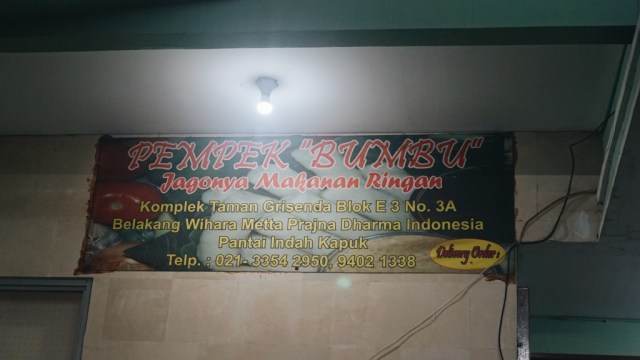 PEMPEK "BUMBU"
Jagonya Makanan Ringan
Komplek Taman Grisenda Blok E 3 No. 3A
Belakang Wihara Metta Prajna Dharma Indonesia
Pantai Indah Kapuk
Telp. : 021- 3354 2950, 9402 1338
Delivery Order :